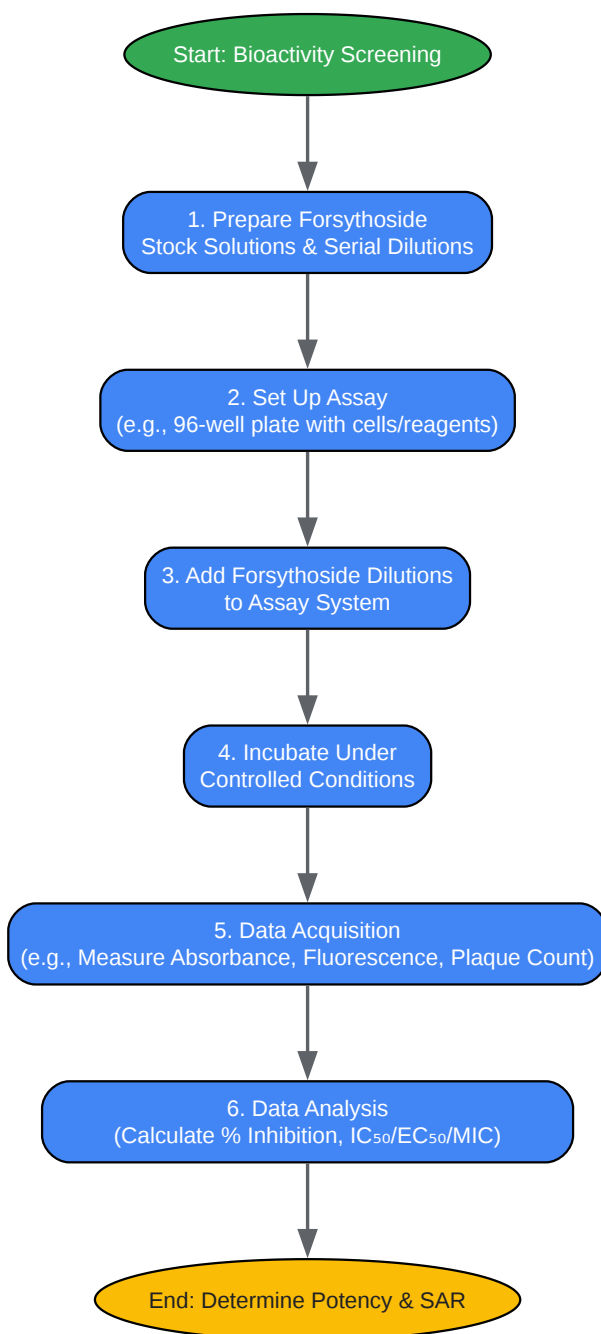 Start: Bioactivity Screening
1. Prepare Forsythoside
Stock Solutions & Serial Dilutions
2. Set Up Assay
(e.g., 96-well plate with cells/reagents)
3. Add Forsythoside Dilutions
to Assay System
4. Incubate Under
Controlled Conditions
5. Data Acquisition
(e.g., Measure Absorbance, Fluorescence, Plaque Count)
6. Data Analysis
(Calculate % Inhibition, IC₅₀/EC₅₀/MIC)
End: Determine Potency & SAR